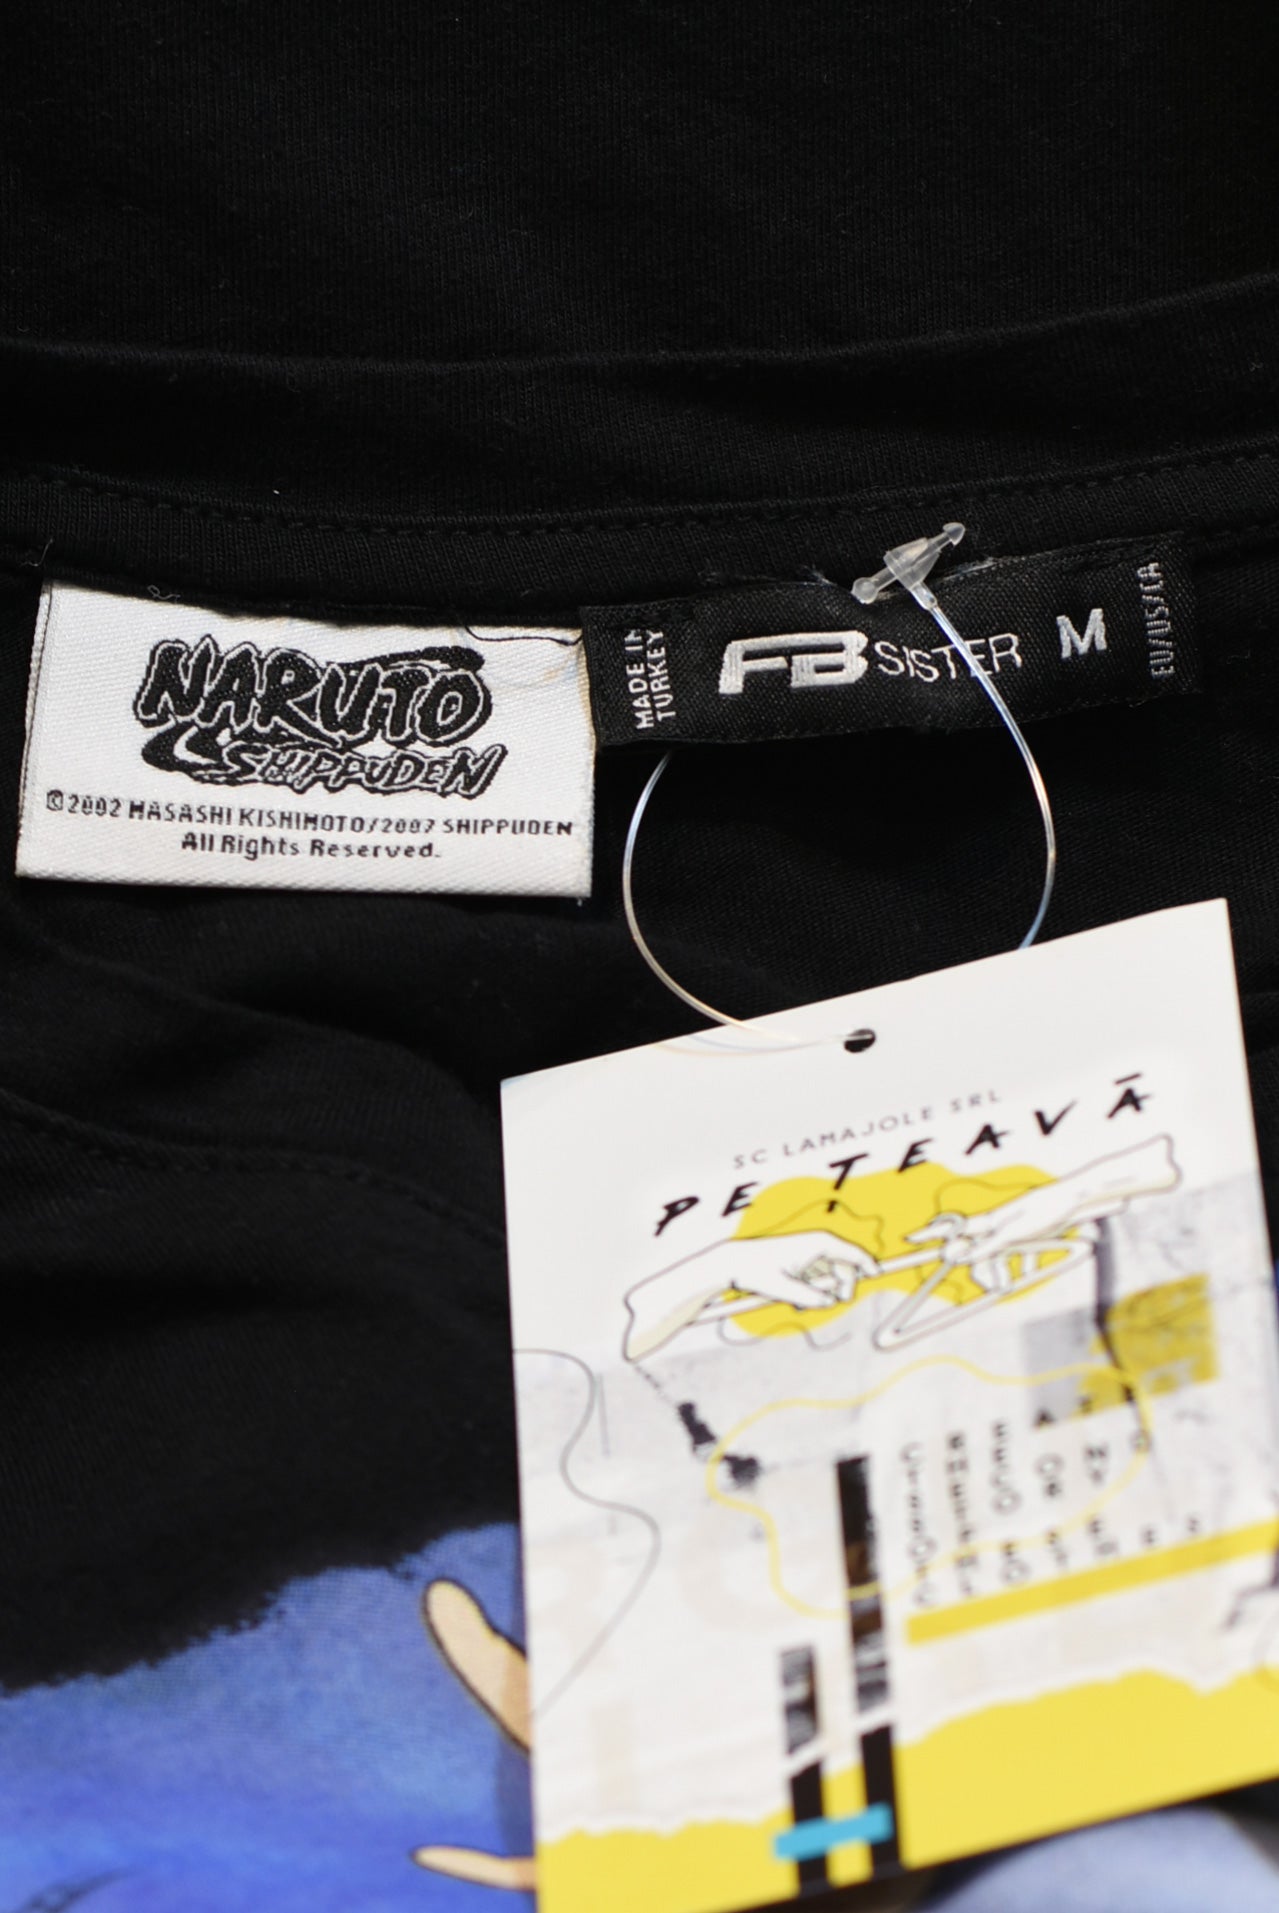 NARUTO
SHIPPUDEN
©2002 MASASHI KISHIMOTO/2007 SHIPPUDEN
All Rights Reserved.
MADE IN
TURKEY
FB SISTER
M
EU/US/CA
SC LAMAJOLE SRL
PE TEAVĂ